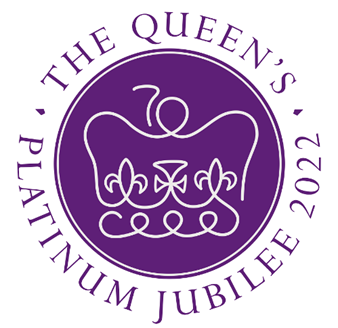 THE QUEEN'S
70
PLATINUM JUBILEE 2022